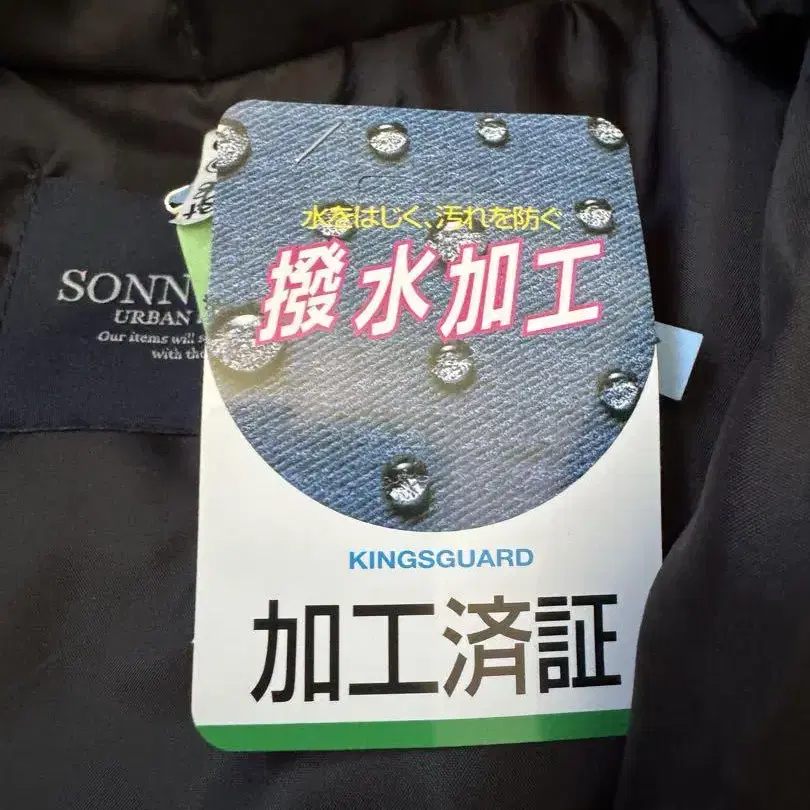 水をはじく、汚れを防ぐ
撥水加工
KINGSGUARD
加工済証
SONN
URBAN
Our items will
with